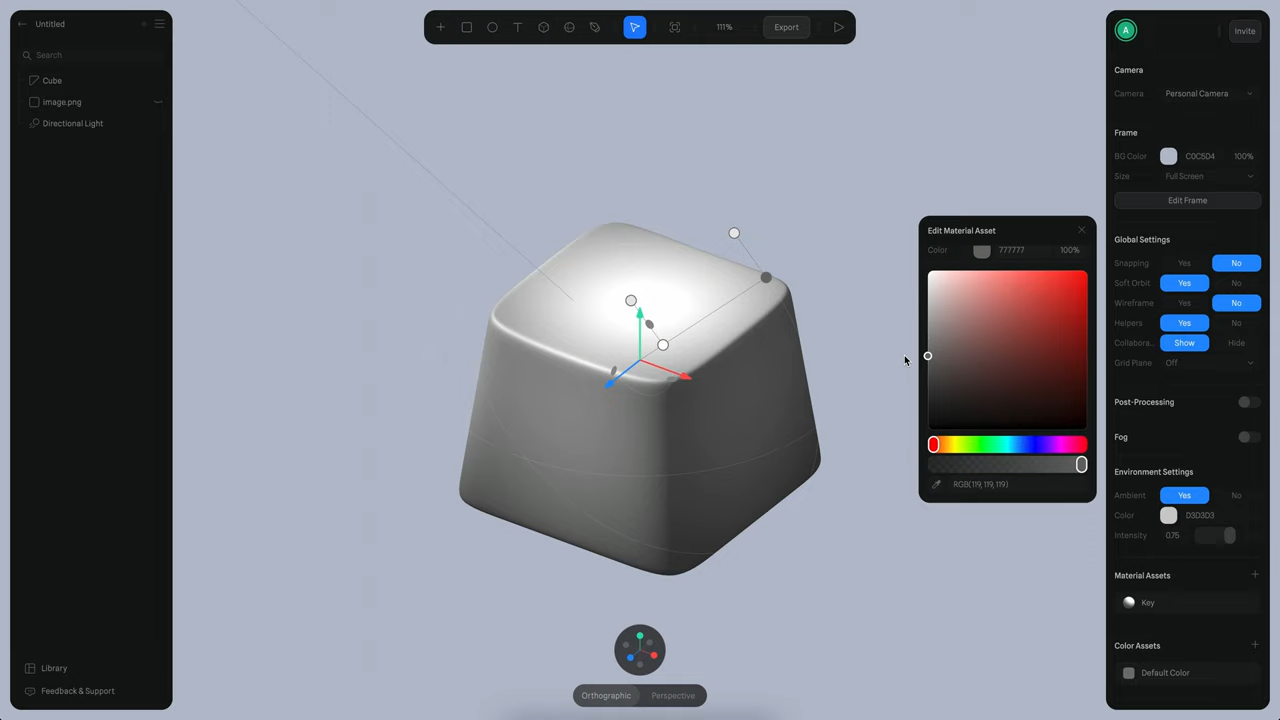 Untitled
Search
Cube
image.png
Directional Light
Library
Feedback & Support
T
111%
Export
Orthographic
Perspective
Edit Material Asset
Color 777777 100%
RGB(119, 119, 119)
A
Invite
Camera
Camera Personal Camera
Frame
BG Color C0C5D4 100%
Size Full Screen
Edit Frame
Global Settings
Snapping Yes No
Soft Orbit Yes No
Wireframe Yes No
Helpers Yes No
Collabora... Show Hide
Grid Plane Off
Post-Processing
Fog
Environment Settings
Ambient Yes No
Color D3D3D3
Intensity 0.75
Material Assets
Key
Color Assets
Default Color